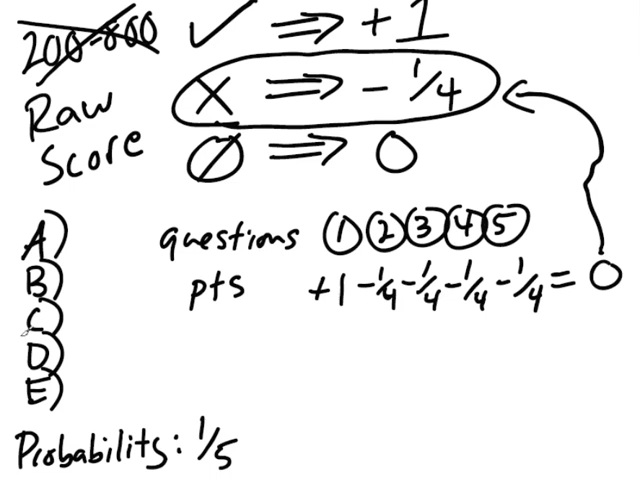 200-800 ✓ ⟹ +1
Raw X ⟹ - 1/4
Score Ø ⟹ 0
A) questions ① ② ③ ④ ⑤
B) pts +1 -1/4 -1/4 -1/4 -1/4 = 0
C)
D)
E)
Probability: 1/5